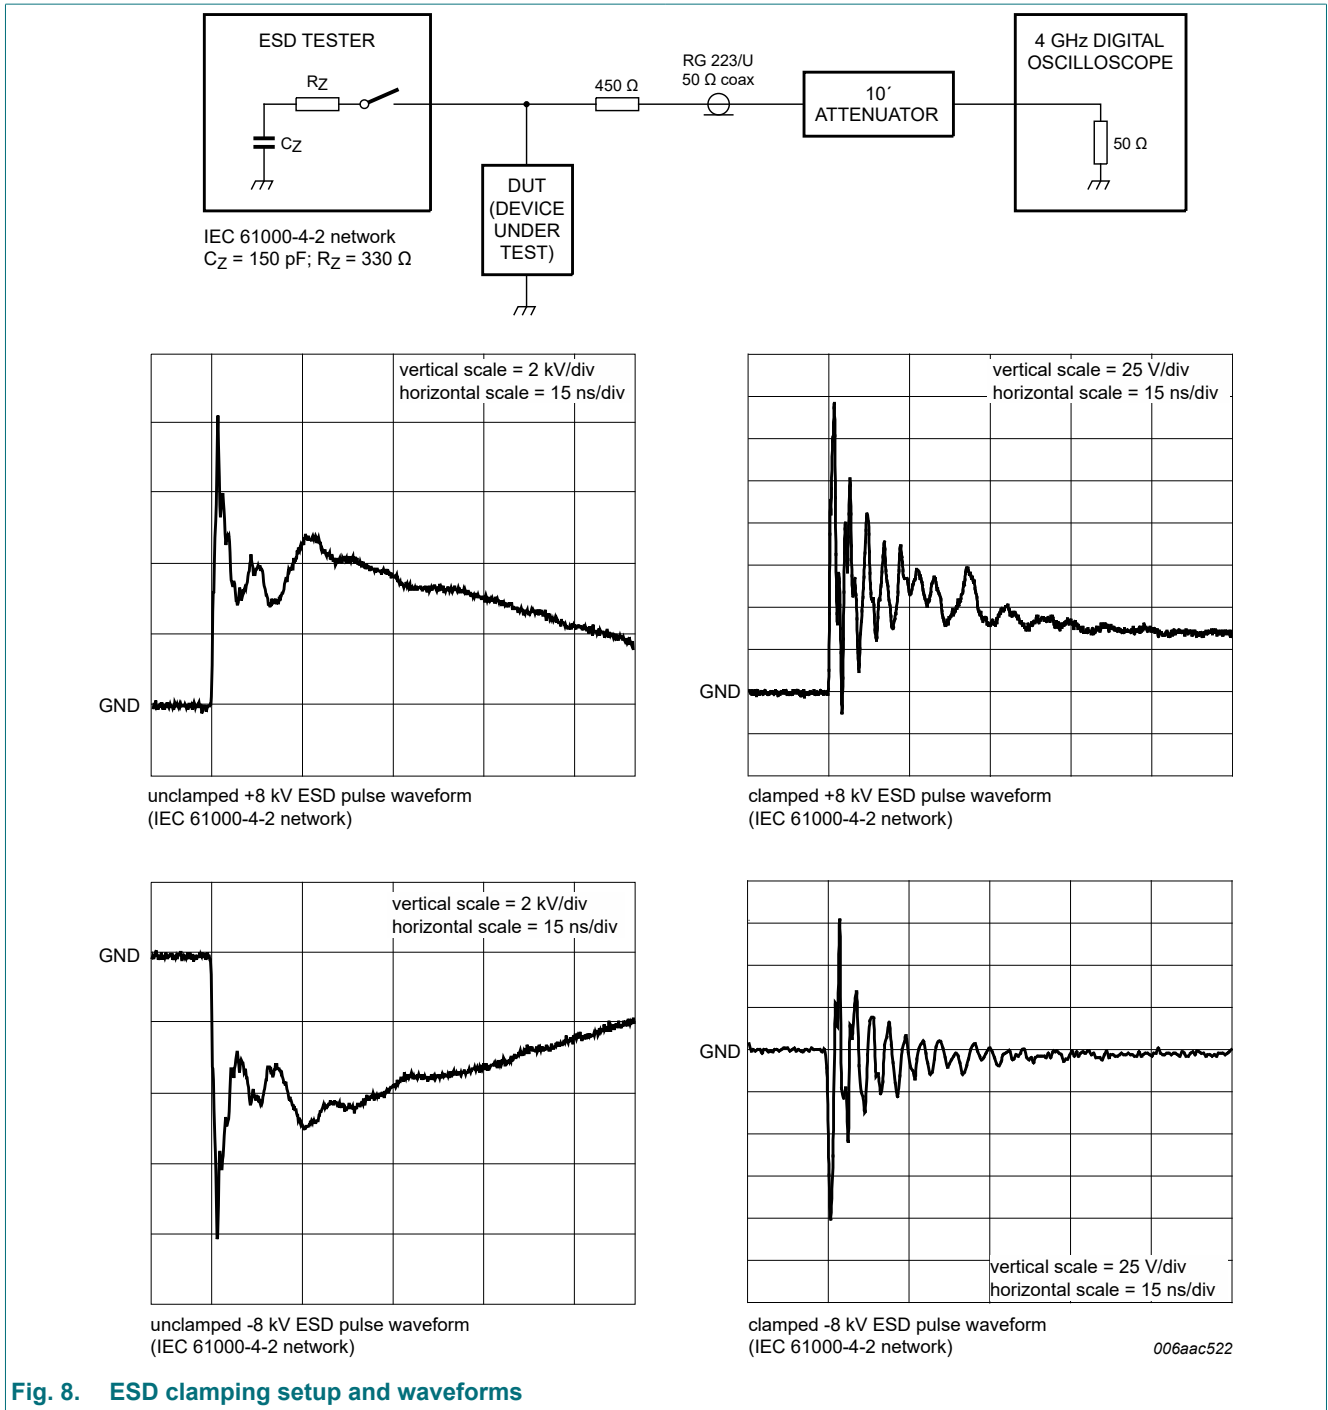 ESD TESTER
RZ
CZ
IEC 61000-4-2 network
CZ = 150 pF; RZ = 330 Ω
DUT
(DEVICE
UNDER
TEST)
450 Ω
RG 223/U
50 Ω coax
10´
ATTENUATOR
4 GHz DIGITAL
OSCILLOSCOPE
50 Ω
vertical scale = 2 kV/div
horizontal scale = 15 ns/div
GND
unclamped +8 kV ESD pulse waveform
(IEC 61000-4-2 network)
vertical scale = 25 V/div
horizontal scale = 15 ns/div
GND
clamped +8 kV ESD pulse waveform
(IEC 61000-4-2 network)
vertical scale = 2 kV/div
horizontal scale = 15 ns/div
GND
unclamped -8 kV ESD pulse waveform
(IEC 61000-4-2 network)
GND
vertical scale = 25 V/div
horizontal scale = 15 ns/div
clamped -8 kV ESD pulse waveform
(IEC 61000-4-2 network)
006aac522
Fig. 8. ESD clamping setup and waveforms